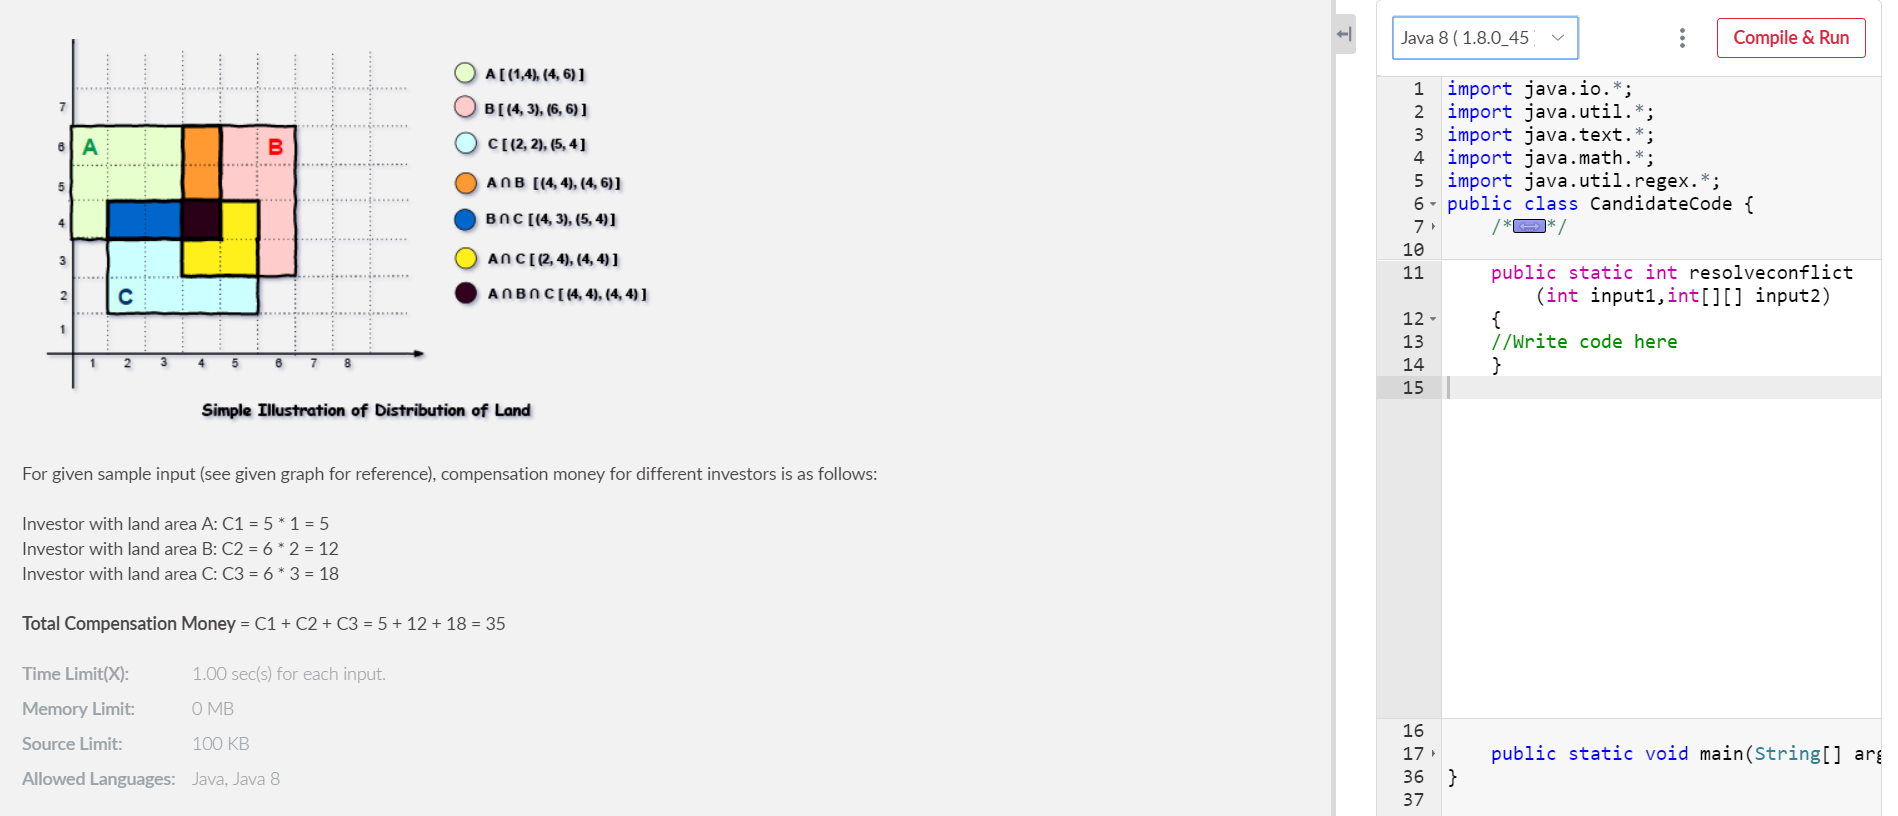 7
6
5
4
3
2
1
A
B
C
1 2 3 4 5 6 7 8
A [ (1,4), (4, 6) ]
B [ (4, 3), (6, 6) ]
C [ (2, 2), (5, 4 ]
A ∩ B [(4, 4), (4, 6)]
B ∩ C [(4, 3), (5, 4)]
A ∩ C [ (2, 4), (4, 4) ]
A ∩ B ∩ C [ (4, 4), (4, 4) ]
Simple Illustration of Distribution of Land
For given sample input (see given graph for reference), compensation money for different investors is as follows:
Investor with land area A: C1 = 5 * 1 = 5
Investor with land area B: C2 = 6 * 2 = 12
Investor with land area C: C3 = 6 * 3 = 18
Total Compensation Money = C1 + C2 + C3 = 5 + 12 + 18 = 35
Time Limit(X): 1.00 sec(s) for each input.
Memory Limit: 0 MB
Source Limit: 100 KB
Allowed Languages: Java, Java 8
Java 8 ( 1.8.0_45
Compile & Run
1 import java.io.*;
2 import java.util.*;
3 import java.text.*;
4 import java.math.*;
5 import java.util.regex.*;
6 public class CandidateCode {
7 /* */
10
11 public static int resolveconflict
(int input1,int[][] input2)
12 {
13 //Write code here
14 }
15
16
17 public static void main(String[] arg
36 }
37